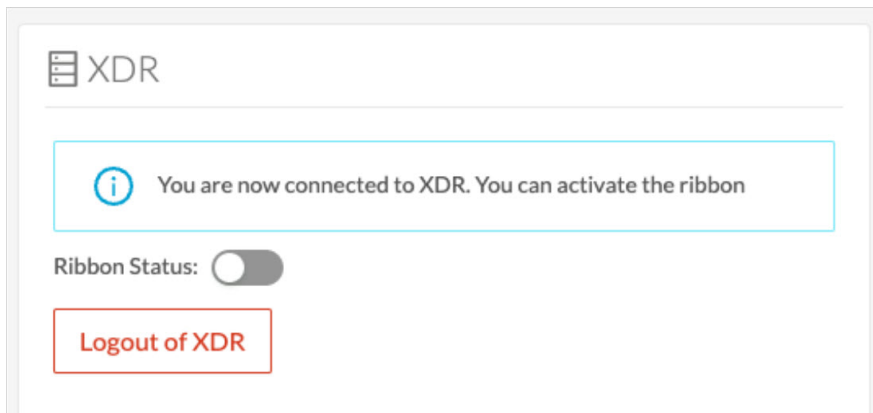 XDR
You are now connected to XDR. You can activate the ribbon
Ribbon Status:
Logout of XDR